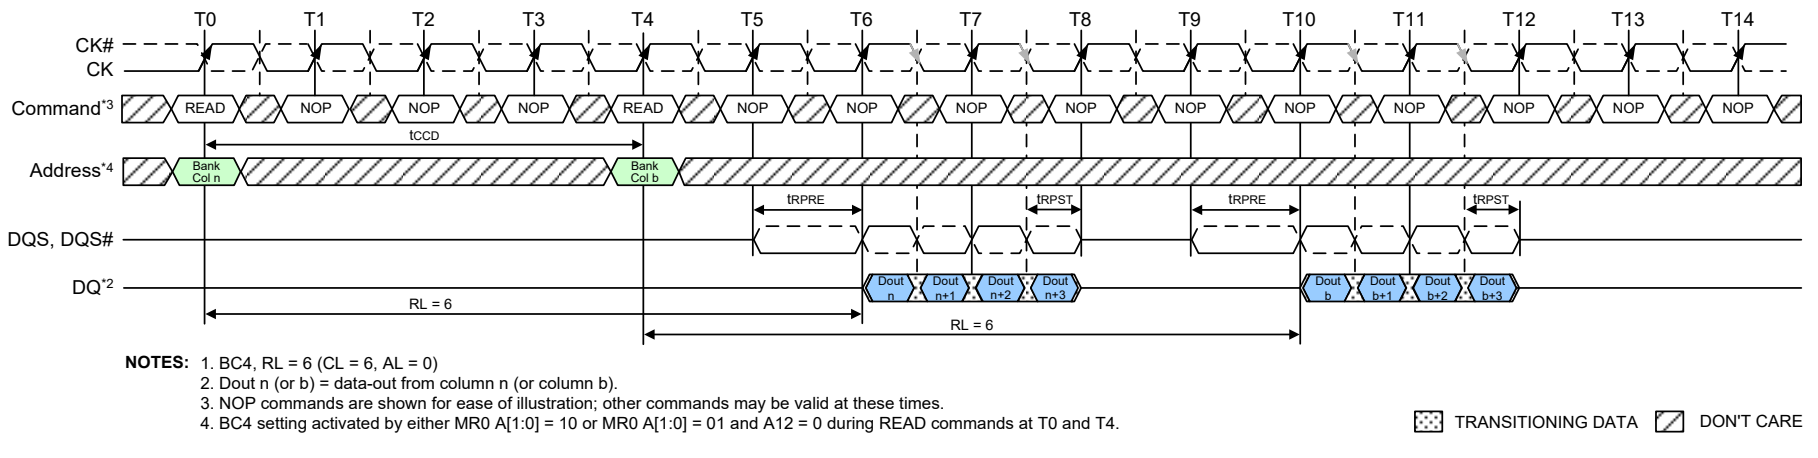 T0 T1 T2 T3 T4 T5 T6 T7 T8 T9 T10 T11 T12 T13 T14
CK#
CK
Command*3 READ NOP NOP NOP READ NOP NOP NOP NOP NOP NOP NOP NOP NOP NOP
tCCD
Address*4 Bank Col n Bank Col b
tRPRE tRPST tRPRE tRPST
DQS, DQS#
DQ*2 Dout n Dout n+1 Dout n+2 Dout n+3 Dout b Dout b+1 Dout b+2 Dout b+3
RL = 6
RL = 6
NOTES: 1. BC4, RL = 6 (CL = 6, AL = 0)
2. Dout n (or b) = data-out from column n (or column b).
3. NOP commands are shown for ease of illustration; other commands may be valid at these times.
4. BC4 setting activated by either MR0 A[1:0] = 10 or MR0 A[1:0] = 01 and A12 = 0 during READ commands at T0 and T4.
TRANSITIONING DATA DON'T CARE